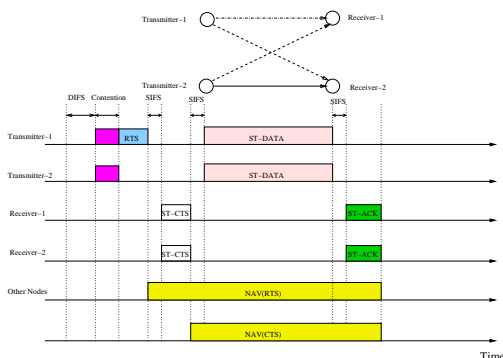 Transmitter–1
Receiver–1
Transmitter–2
Receiver–2
DIFS Contention SIFS SIFS SIFS
Transmitter–1 RTS ST–DATA
Transmitter–2 ST–DATA
Receiver–1 ST–CTS ST–ACK
Receiver–2 ST–CTS ST–ACK
Other Nodes NAV(RTS)
NAV(CTS)
Time